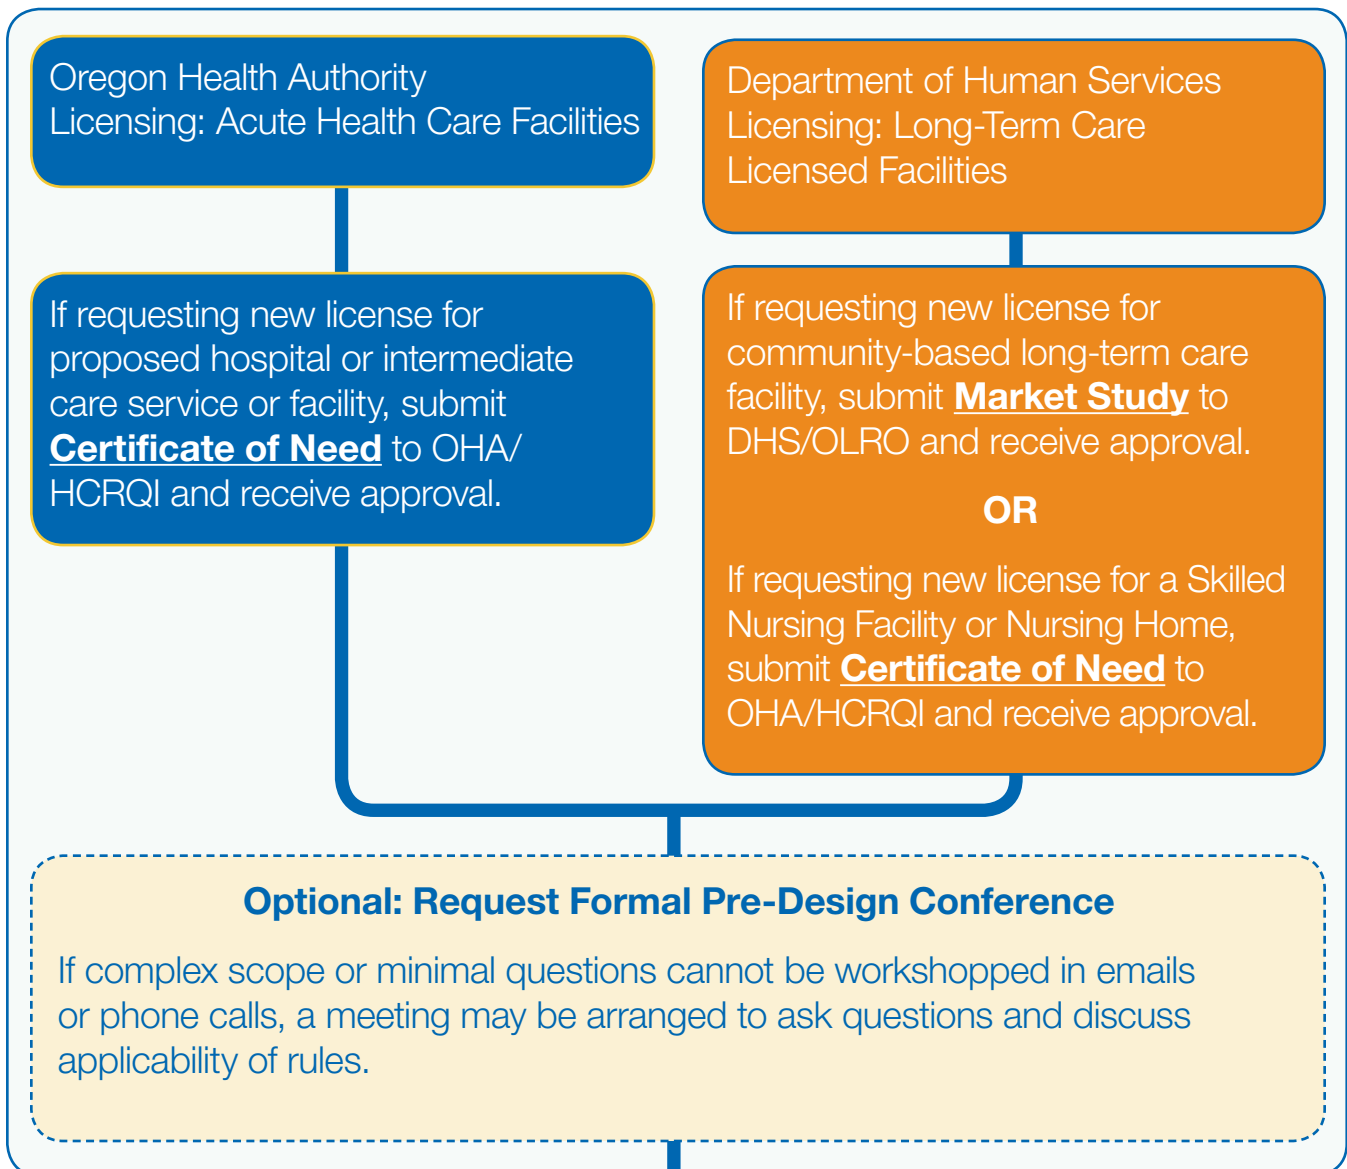 Oregon Health Authority
Licensing: Acute Health Care Facilities
Department of Human Services
Licensing: Long-Term Care
Licensed Facilities
If requesting new license for
proposed hospital or intermediate
care service or facility, submit
Certificate of Need to OHA/
HCRQI and receive approval.
If requesting new license for
community-based long-term care
facility, submit Market Study to
DHS/OLRO and receive approval.
OR
If requesting new license for a Skilled
Nursing Facility or Nursing Home,
submit Certificate of Need to
OHA/HCRQI and receive approval.
Optional: Request Formal Pre-Design Conference
If complex scope or minimal questions cannot be workshopped in emails
or phone calls, a meeting may be arranged to ask questions and discuss
applicability of rules.